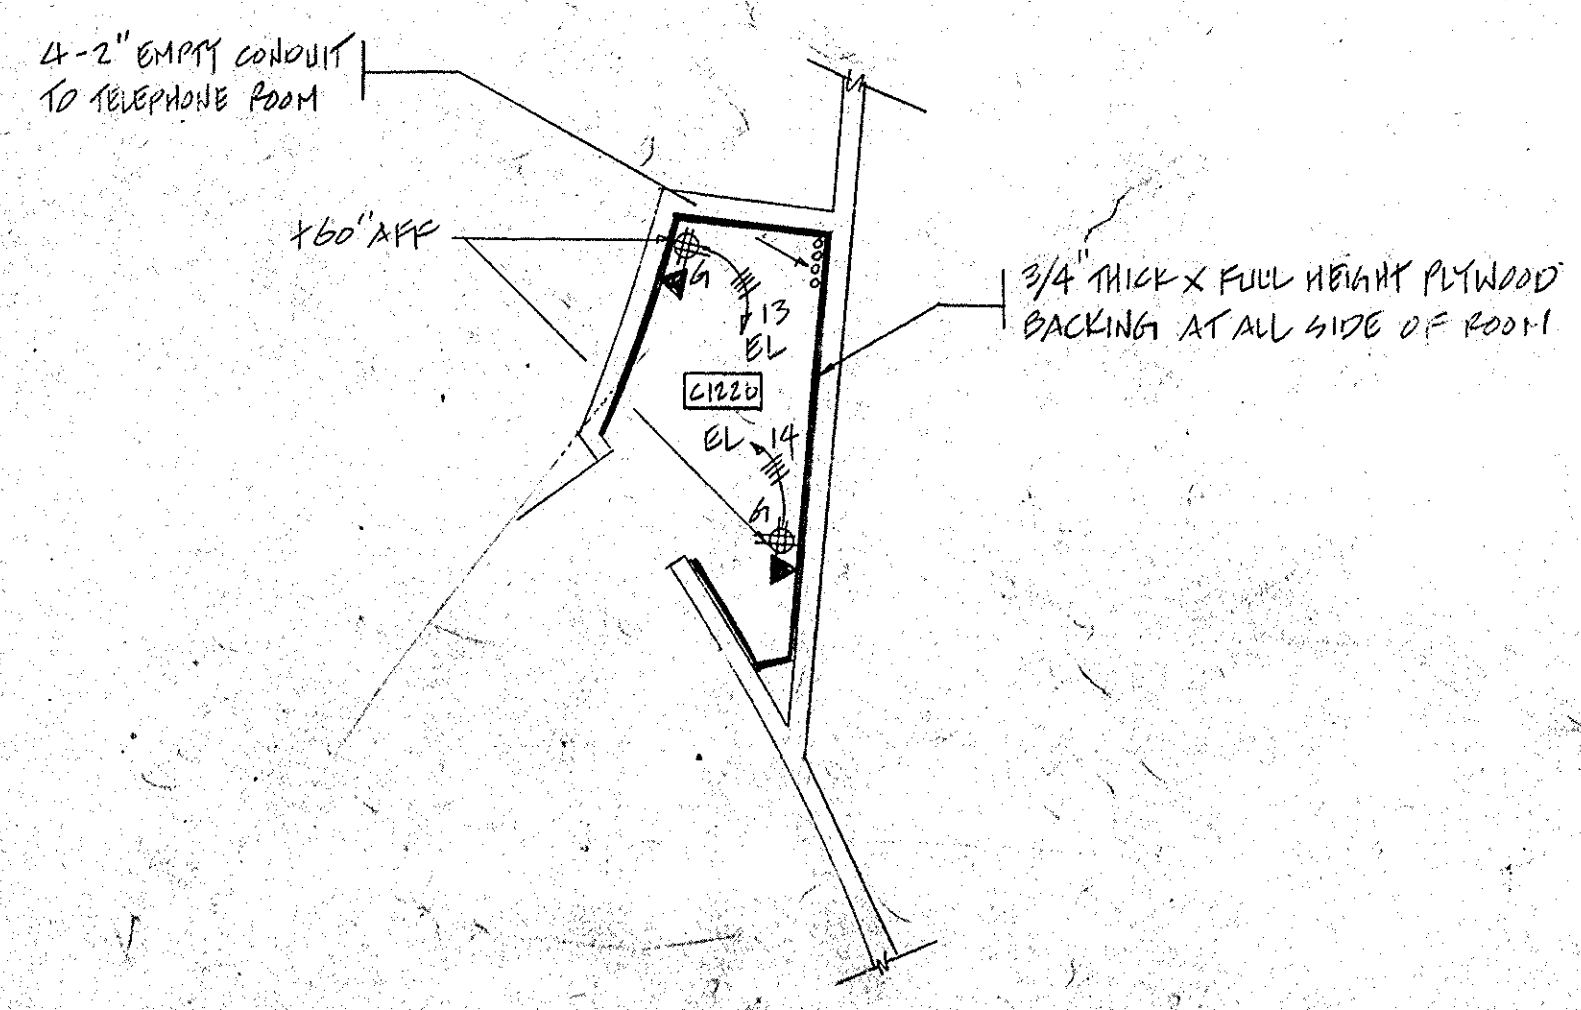 4-2" EMPTY CONDUIT
TO TELEPHONE ROOM
+60" AFF
G
13
EL
C1220
EL 14
G
3/4" THICK X FULL HEIGHT PLYWOOD
BACKING AT ALL SIDE OF ROOM